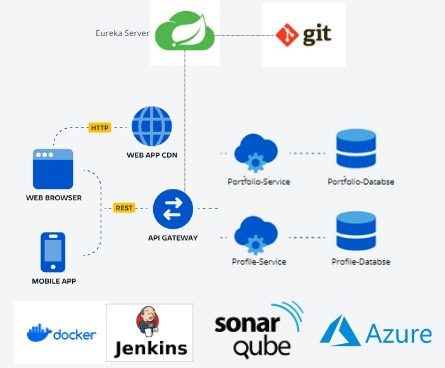 Eureka Server
git
HTTP
WEB APP CDN
Portfolio-Service
Portfolio-Databse
WEB BROWSER
REST
API GATEWAY
Profile-Service
Profile-Databse
MOBILE APP
docker
Jenkins
sonar
qube
Azure